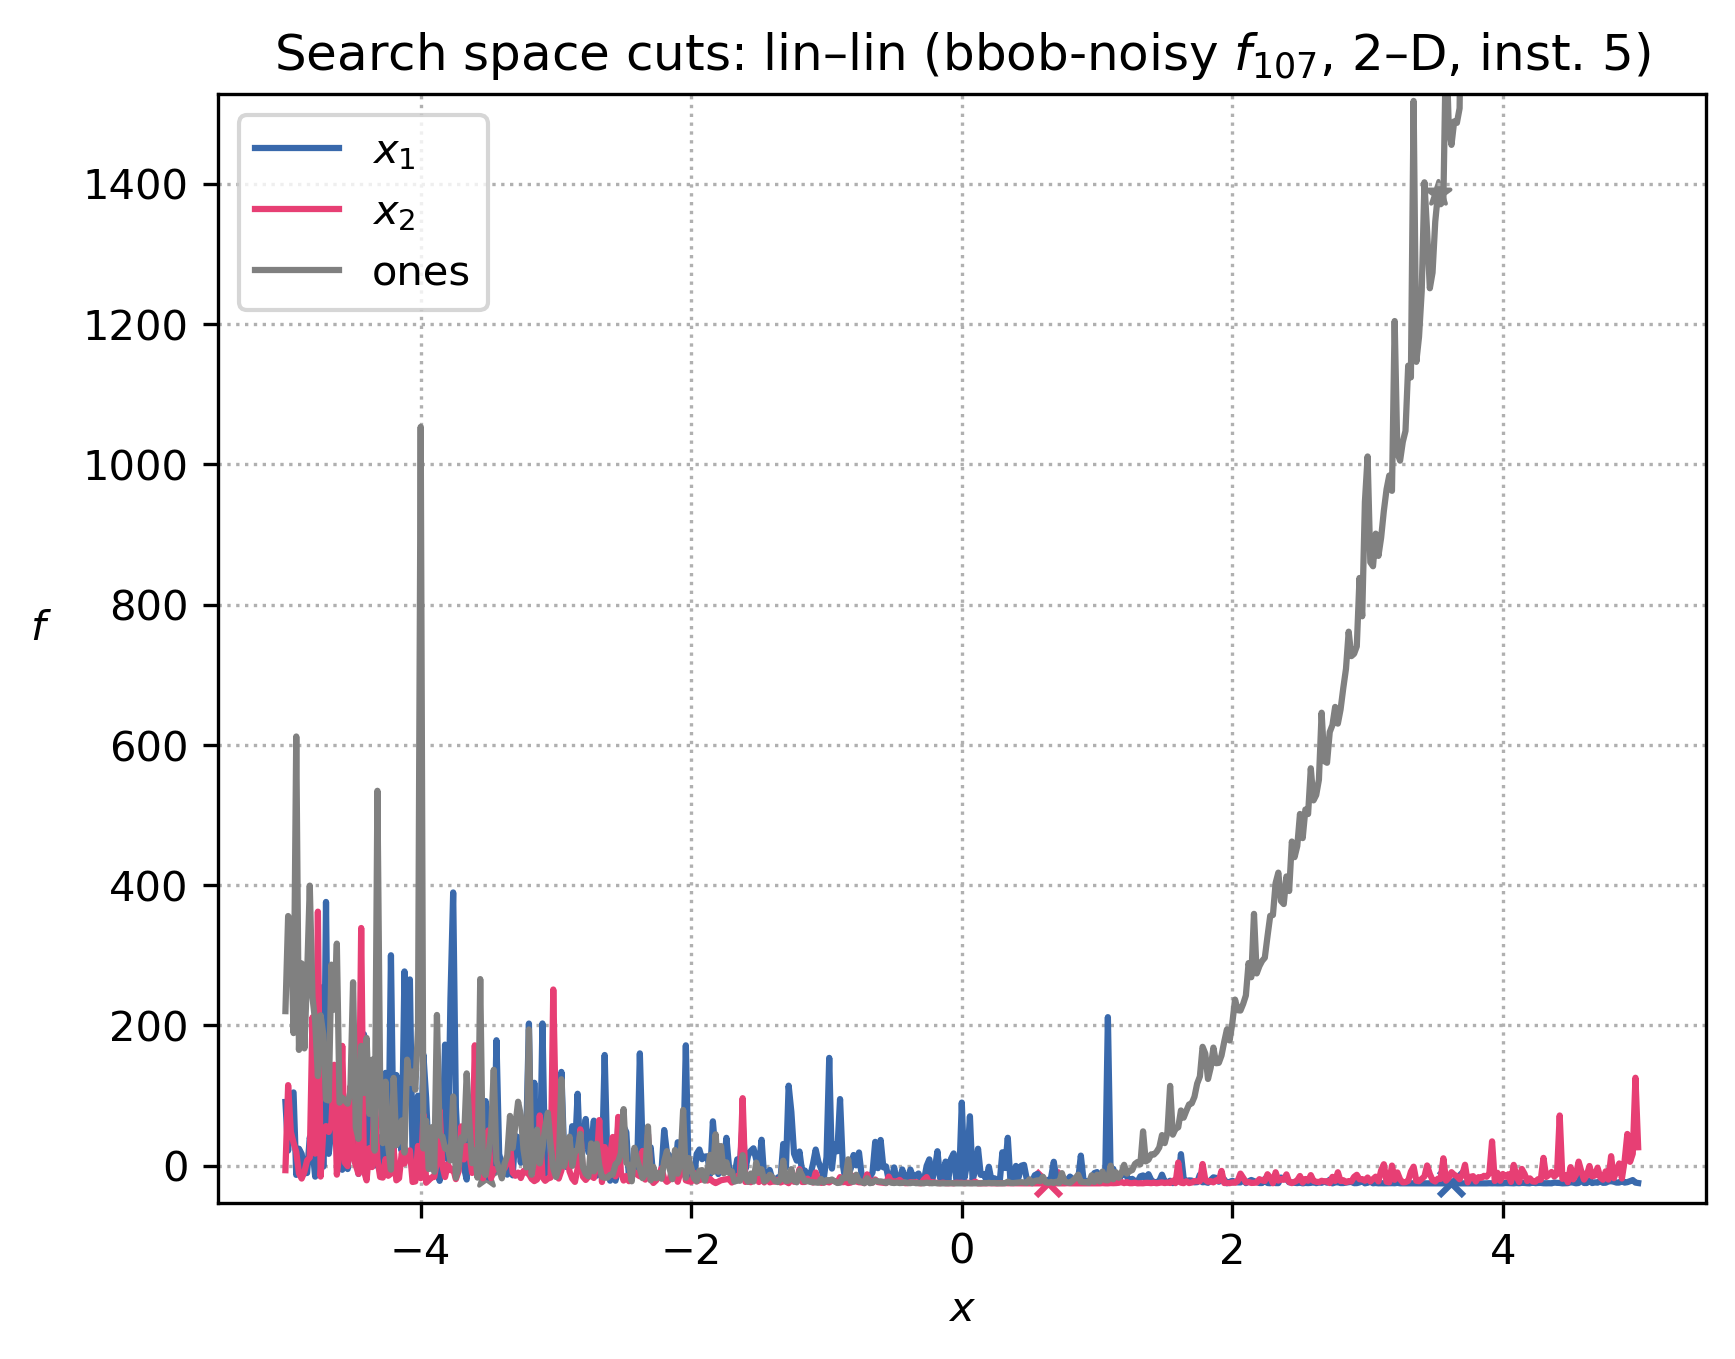 Search space cuts: lin–lin (bbob-noisy f₁₀₇, 2–D, inst. 5)
x₁
x₂
ones
1400
1200
1000
800
600
400
200
0
f
−4
−2
0
2
4
x